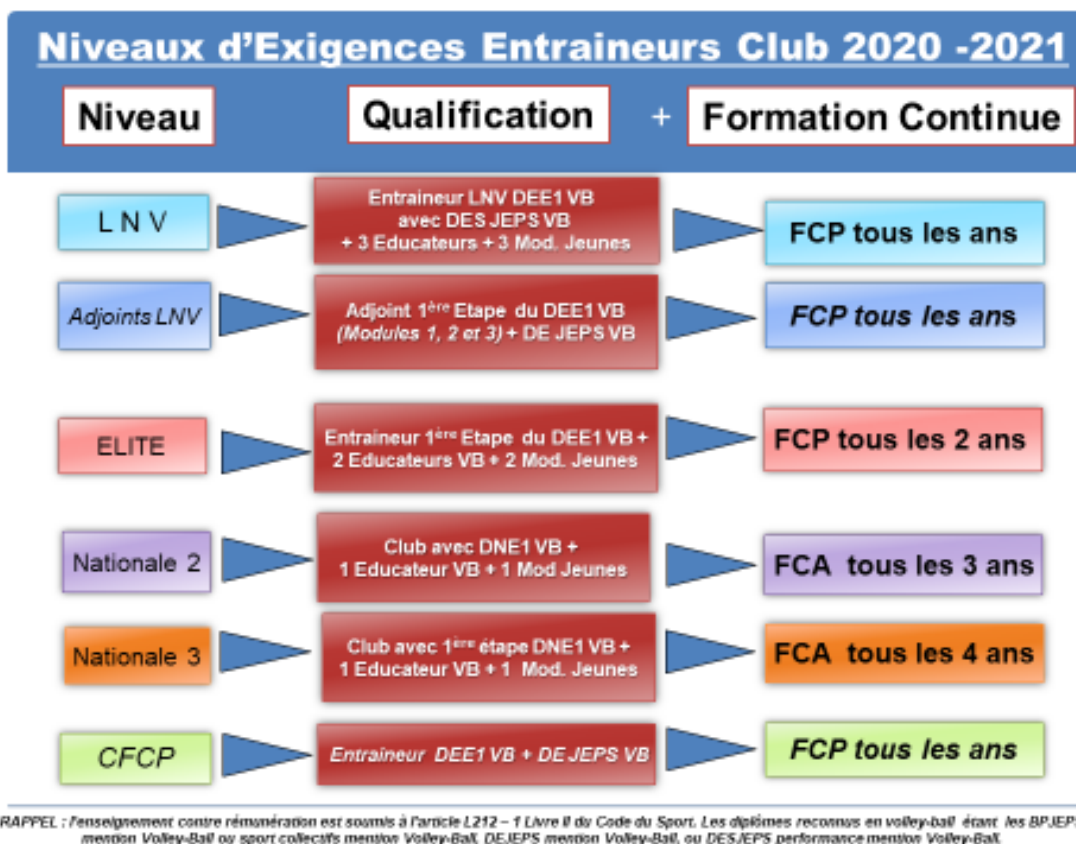 Niveaux d'Exigences Entraineurs Club 2020 -2021
Niveau
Qualification
+
Formation Continue
L N V
Entraineur LNV DEE1 VB
avec DES JEPS VB
+ 3 Educateurs + 3 Mod. Jeunes
FCP tous les ans
Adjoints LNV
Adjoint 1ère Etape du DEE1 VB
(Modules 1, 2 et 3) + DE JEPS VB
FCP tous les ans
ELITE
Entraineur 1ère Etape du DEE1 VB +
2 Educateurs VB + 2 Mod. Jeunes
FCP tous les 2 ans
Nationale 2
Club avec DNE1 VB +
1 Educateur VB + 1 Mod Jeunes
FCA tous les 3 ans
Nationale 3
Club avec 1ère étape DNE1 VB +
1 Educateur VB + 1 Mod. Jeunes
FCA tous les 4 ans
CFCP
Entraineur DEE1 VB + DE JEPS VB
FCP tous les ans
RAPPEL : l'enseignement contre rémunération est soumis à l'article L212 – 1 Livre II du Code du Sport. Les diplômes reconnus en volley-ball étant les BPJEPS
mention Volley-Ball ou sport collectifs mention Volley-Ball, DEJEPS mention Volley-Ball, ou DESJEPS performance mention Volley-Ball.